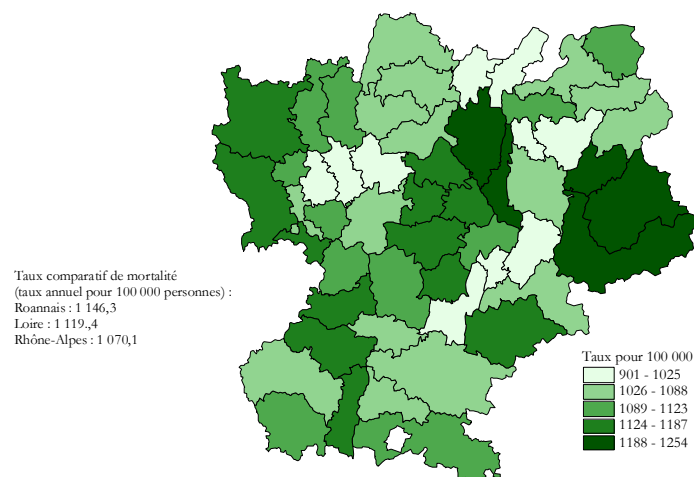 Taux comparatif de mortalité
(taux annuel pour 100 000 personnes) :
Roannais : 1 146,3
Loire : 1 119.,4
Rhône-Alpes : 1 070,1
Taux pour 100 000
901 - 1025
1026 - 1088
1089 - 1123
1124 - 1187
1188 - 1254